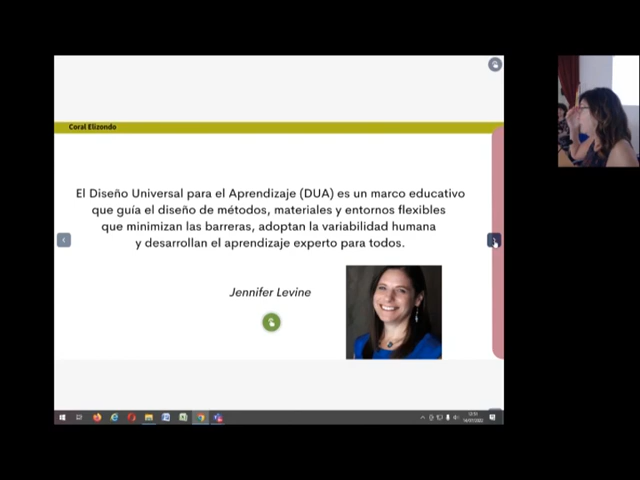 Coral Elizondo
El Diseño Universal para el Aprendizaje (DUA) es un marco educativo
que guía el diseño de métodos, materiales y entornos flexibles
que minimizan las barreras, adoptan la variabilidad humana
y desarrollan el aprendizaje experto para todos.
Jennifer Levine